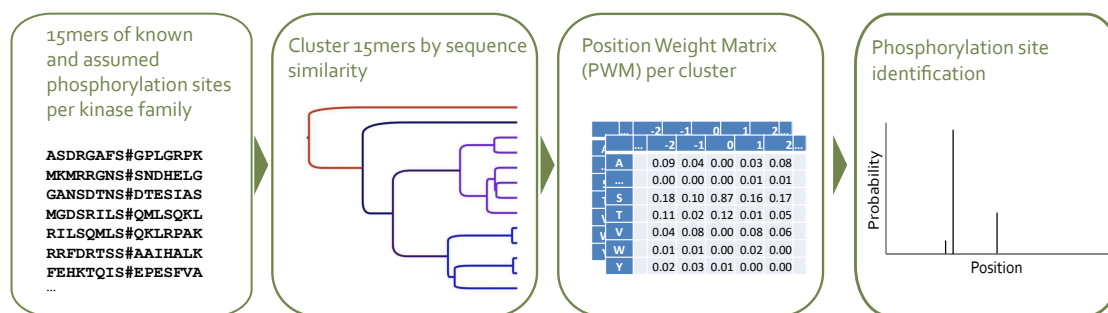 15mers of known
and assumed
phosphorylation sites
per kinase family
ASDRGAFS#GPLGRPK
MKMRRGNS#SNDHELG
GANSDTNS#DTESIAS
MGDSRILS#QMLSQKL
RILSQMLS#QKLRPAK
RRFDRTSS#AAIHALK
FEHKTQIS#EPESFVA
...
Cluster 15mers by sequence
similarity
Position Weight Matrix
(PWM) per cluster
... -2 -1 0 1 2 ...
... -2 -1 0 1 2 ...
A 0.09 0.04 0.00 0.03 0.08
... 0.00 0.00 0.00 0.01 0.01
S 0.18 0.10 0.87 0.16 0.17
T 0.11 0.02 0.12 0.01 0.05
V 0.04 0.08 0.00 0.08 0.06
W 0.01 0.01 0.00 0.02 0.00
Y 0.02 0.03 0.01 0.00 0.00
Phosphorylation site
identification
Probability
Position